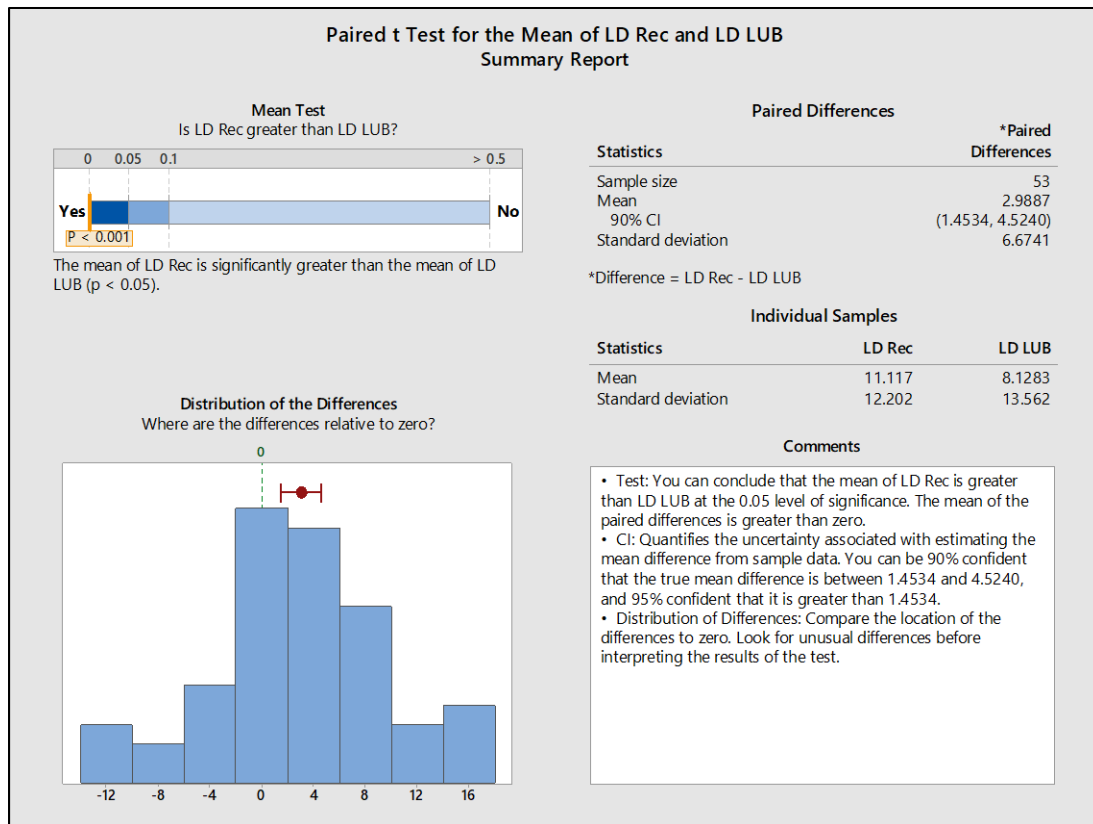 Paired t Test for the Mean of LD Rec and LD LUB
Summary Report
Mean Test
Is LD Rec greater than LD LUB?
0 0.05 0.1 > 0.5
Yes No
P < 0.001
The mean of LD Rec is significantly greater than the mean of LD
LUB (p < 0.05).
Distribution of the Differences
Where are the differences relative to zero?
0
-12 -8 -4 0 4 8 12 16
Paired Differences
*Paired
Statistics Differences
Sample size 53
Mean 2.9887
90% CI (1.4534, 4.5240)
Standard deviation 6.6741
*Difference = LD Rec - LD LUB
Individual Samples
Statistics LD Rec LD LUB
Mean 11.117 8.1283
Standard deviation 12.202 13.562
Comments
• Test: You can conclude that the mean of LD Rec is greater
than LD LUB at the 0.05 level of significance. The mean of the
paired differences is greater than zero.
• CI: Quantifies the uncertainty associated with estimating the
mean difference from sample data. You can be 90% confident
that the true mean difference is between 1.4534 and 4.5240,
and 95% confident that it is greater than 1.4534.
• Distribution of Differences: Compare the location of the
differences to zero. Look for unusual differences before
interpreting the results of the test.